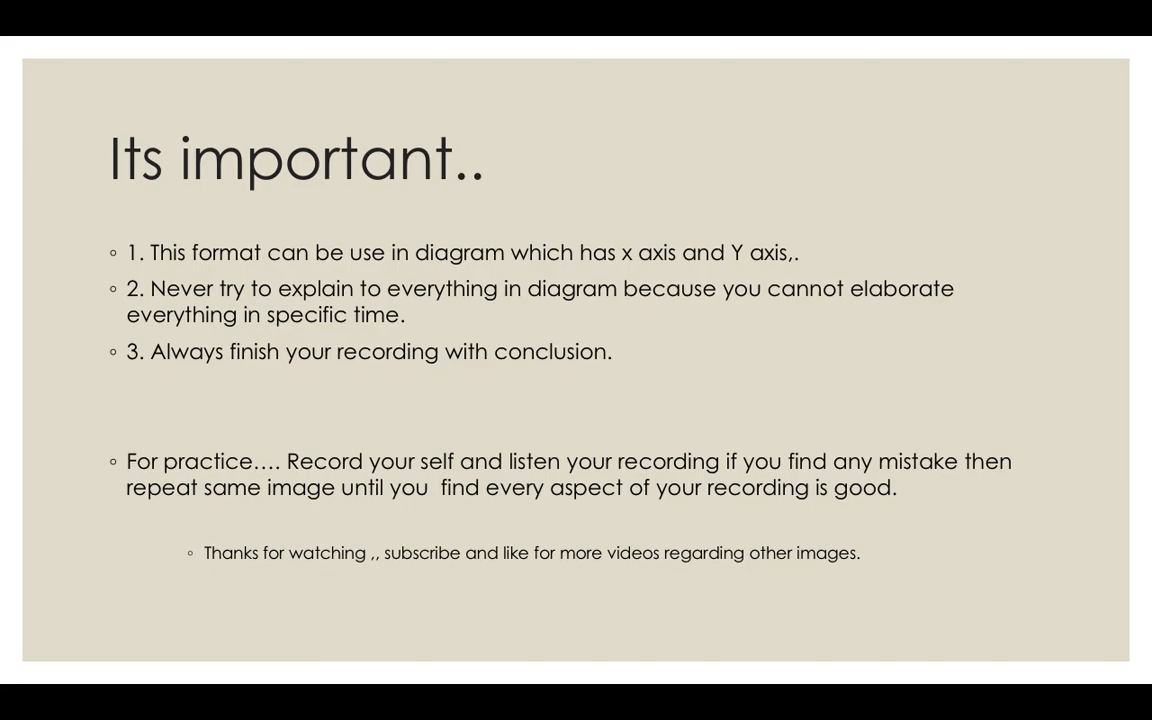 Its important..
◦ 1. This format can be use in diagram which has x axis and Y axis,.
◦ 2. Never try to explain to everything in diagram because you cannot elaborate
everything in specific time.
◦ 3. Always finish your recording with conclusion.
◦ For practice…. Record your self and listen your recording if you find any mistake then
repeat same image until you  find every aspect of your recording is good.
◦ Thanks for watching ,, subscribe and like for more videos regarding other images.